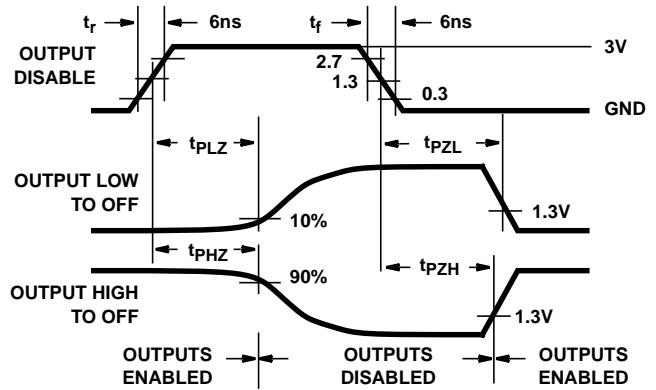 tr 6ns tf 6ns
OUTPUT
DISABLE
3V
2.7
1.3
0.3
GND
tPLZ tPZL
OUTPUT LOW
TO OFF
10%
1.3V
tPHZ tPZH
OUTPUT HIGH
TO OFF
90%
1.3V
OUTPUTS
ENABLED
OUTPUTS
DISABLED
OUTPUTS
ENABLED